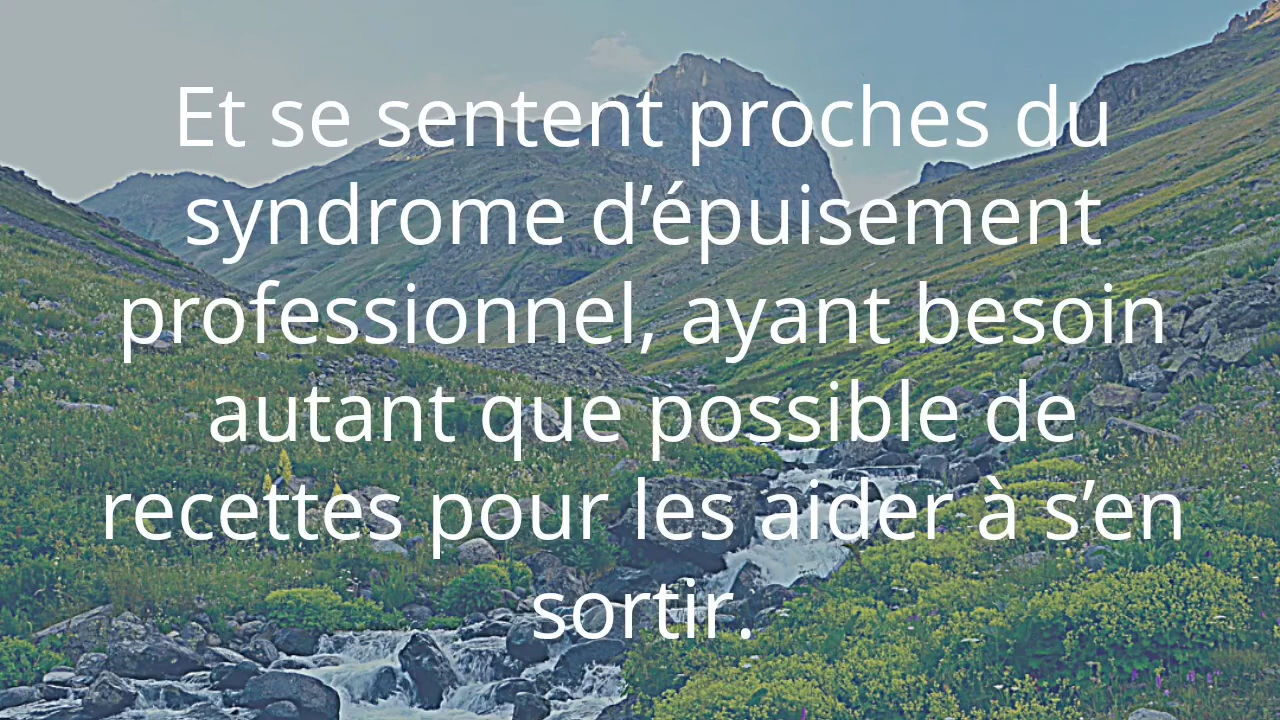 Et se sentent proches du
syndrome d’épuisement
professionnel, ayant besoin
autant que possible de
recettes pour les aider à s’en
sortir.